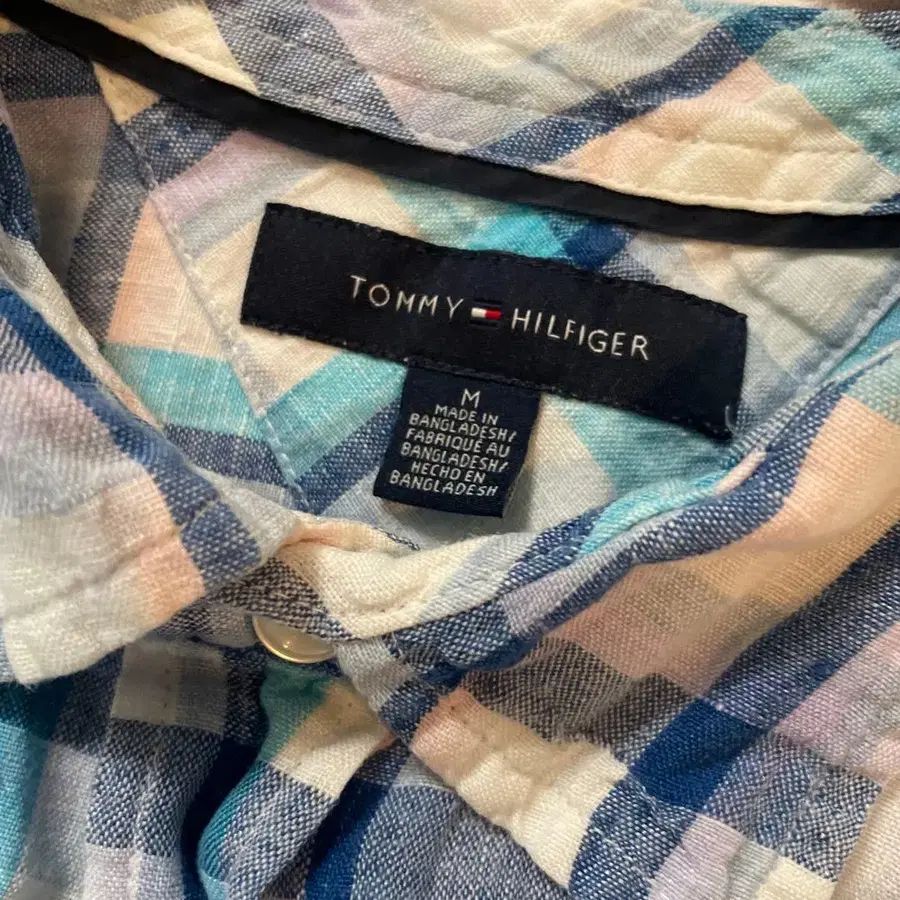 TOMMY HILFIGER
M
MADE IN
BANGLADESH/
FABRIQUÉ AU
BANGLADESH/
HECHO EN
BANGLADESH